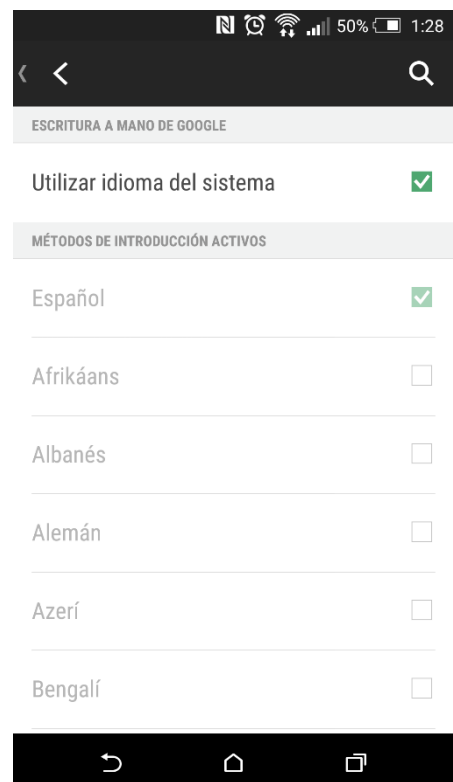 50% 1:28
ESCRITURA A MANO DE GOOGLE
Utilizar idioma del sistema
MÉTODOS DE INTRODUCCIÓN ACTIVOS
Español
Afrikáans
Albanés
Alemán
Azerí
Bengalí